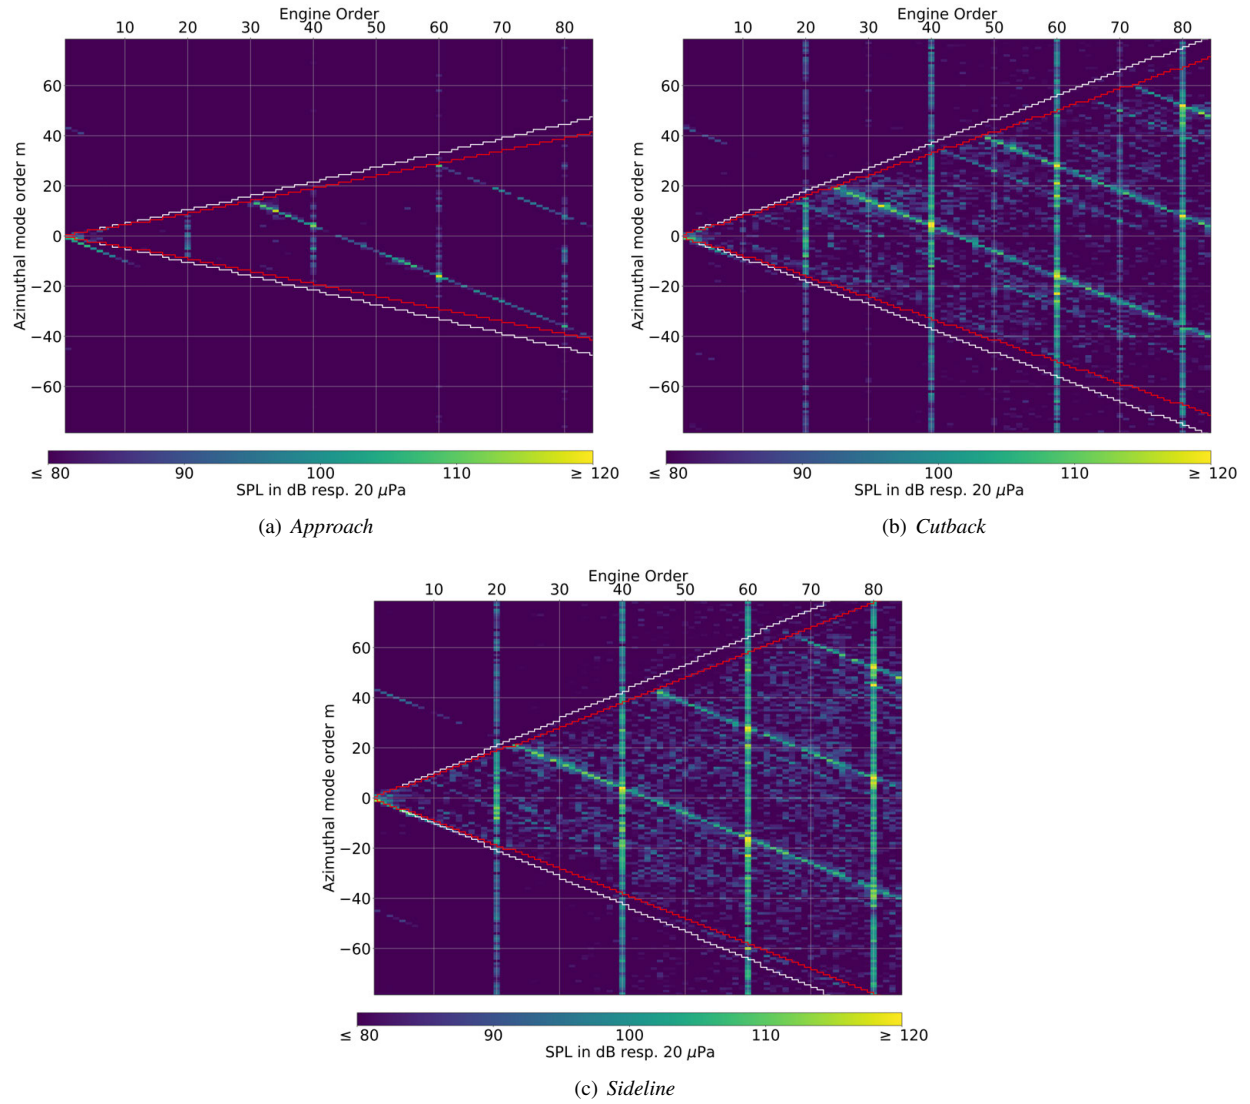 Engine Order
10 20 30 40 50 60 70 80
Azimuthal mode order m
60
40
20
0
−20
−40
−60
≤ 80 90 100 110 ≥ 120
SPL in dB resp. 20 μPa
(a) Approach
Engine Order
10 20 30 40 50 60 70 80
Azimuthal mode order m
60
40
20
0
−20
−40
−60
≤ 80 90 100 110 ≥ 120
SPL in dB resp. 20 μPa
(b) Cutback
Engine Order
10 20 30 40 50 60 70 80
Azimuthal mode order m
60
40
20
0
−20
−40
−60
≤ 80 90 100 110 ≥ 120
SPL in dB resp. 20 μPa
(c) Sideline